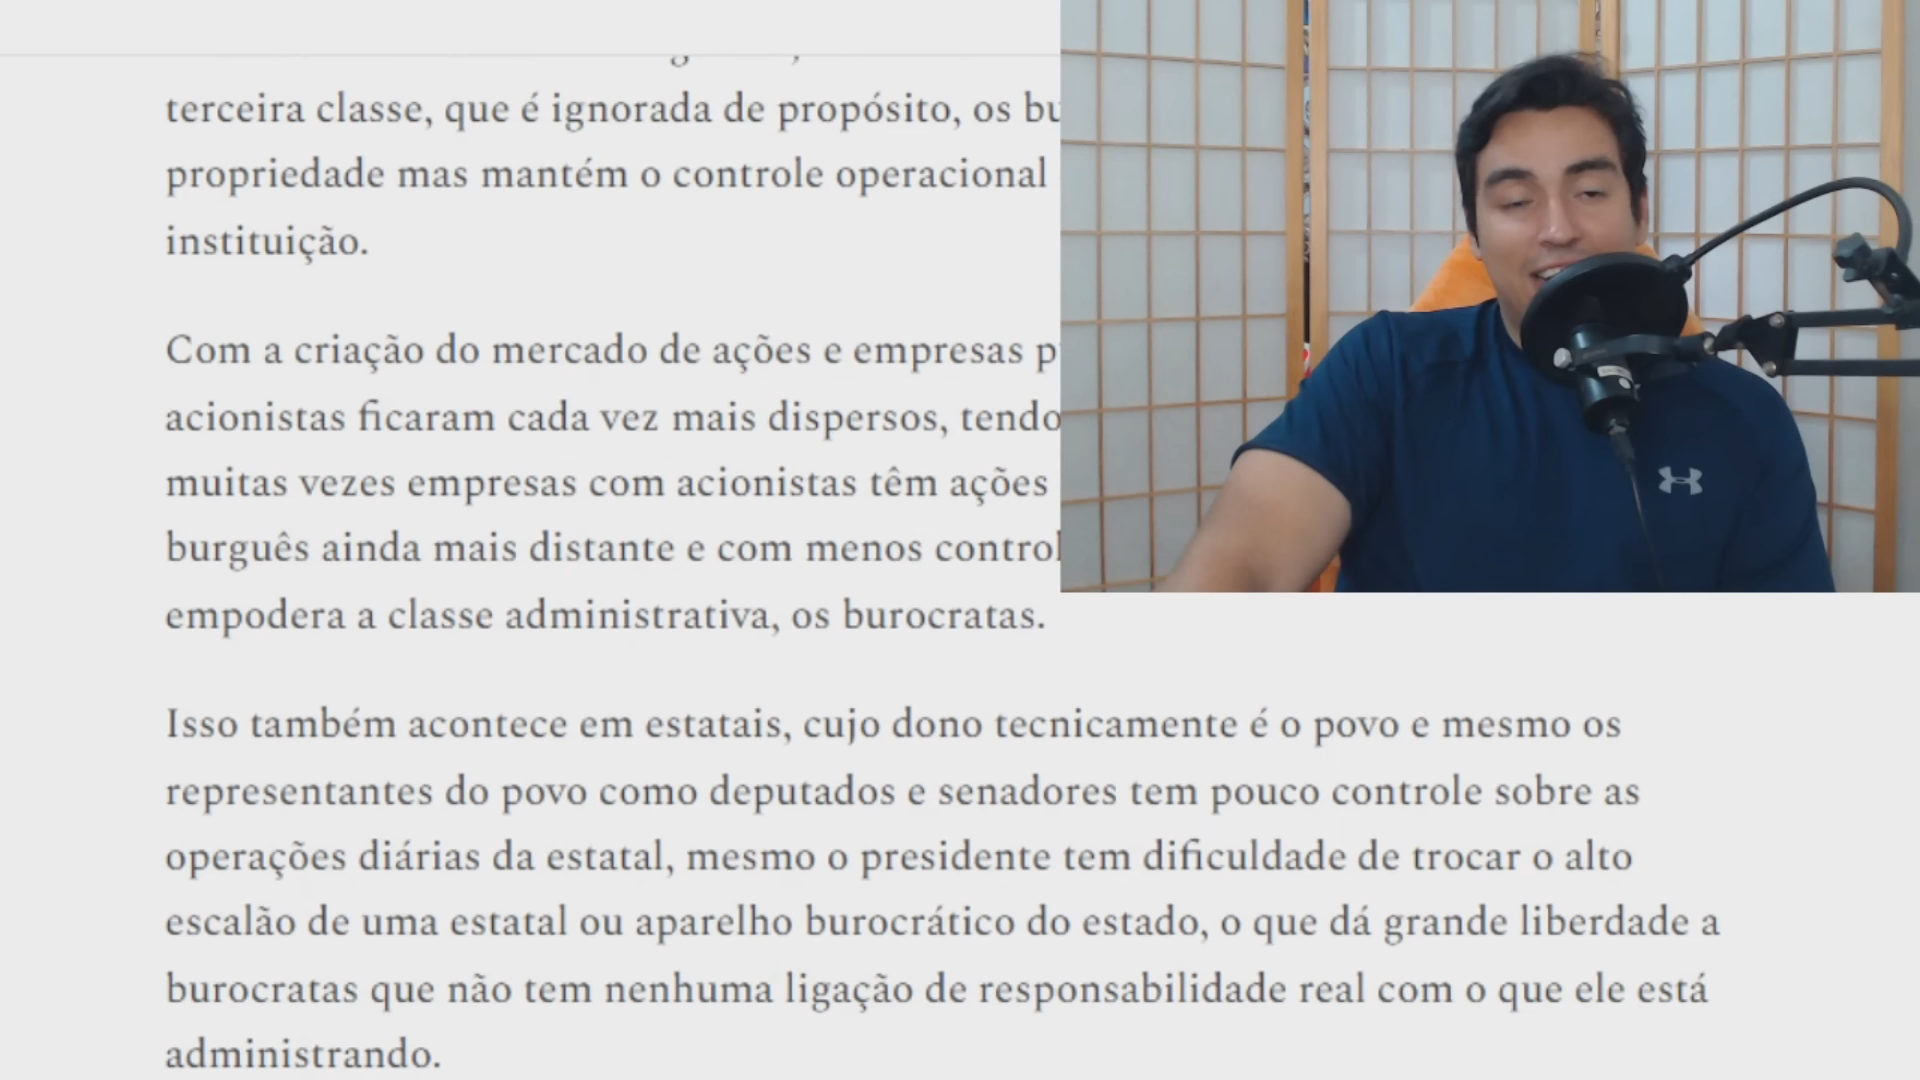 terceira classe, que é ignorada de propósito, os
propriedade mas mantém o controle operacional
instituição.
Com a criação do mercado de ações e empresas
acionistas ficaram cada vez mais dispersos, tendo
muitas vezes empresas com acionistas têm ações
burguês ainda mais distante e com menos
empodera a classe administrativa, os burocratas.
Isso também acontece em estatais, cujo dono tecnicamente é o povo e mesmo os
representantes do povo como deputados e senadores tem pouco controle sobre as
operações diárias da estatal, mesmo o presidente tem dificuldade de trocar o alto
escalão de uma estatal ou aparelho burocrático do estado, o que dá grande liberdade a
burocratas que não tem nenhuma ligação de responsabilidade real com o que ele está
administrando.